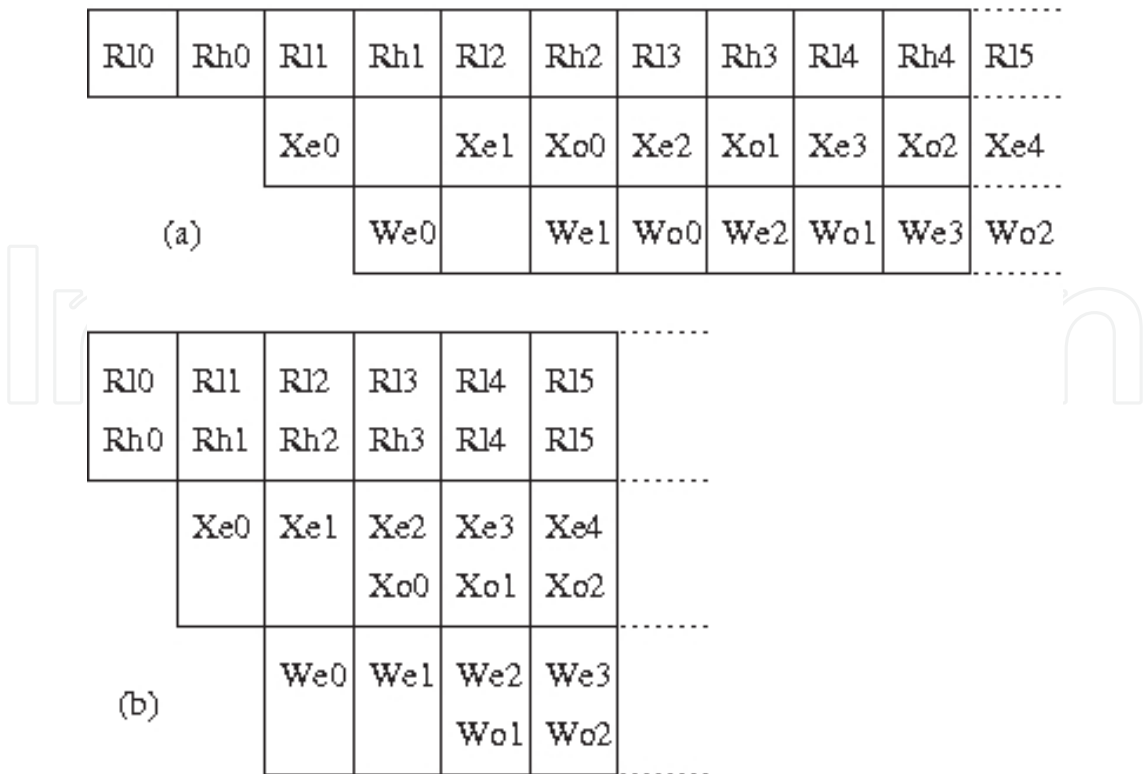 Rl0 Rh0 Rl1 Rh1 Rl2 Rh2 Rl3 Rh3 Rl4 Rh4 Rl5
Xe0 Xe1 Xo0 Xe2 Xo1 Xe3 Xo2 Xe4
(a) We0 We1 Wo0 We2 Wo1 We3 Wo2
Rl0 Rl1 Rl2 Rl3 Rl4 Rl5
Rh0 Rh1 Rh2 Rh3 Rl4 Rl5
Xe0 Xe1 Xe2 Xe3 Xe4
Xo0 Xo1 Xo2
We0 We1 We2 We3
(b) Wo1 Wo2